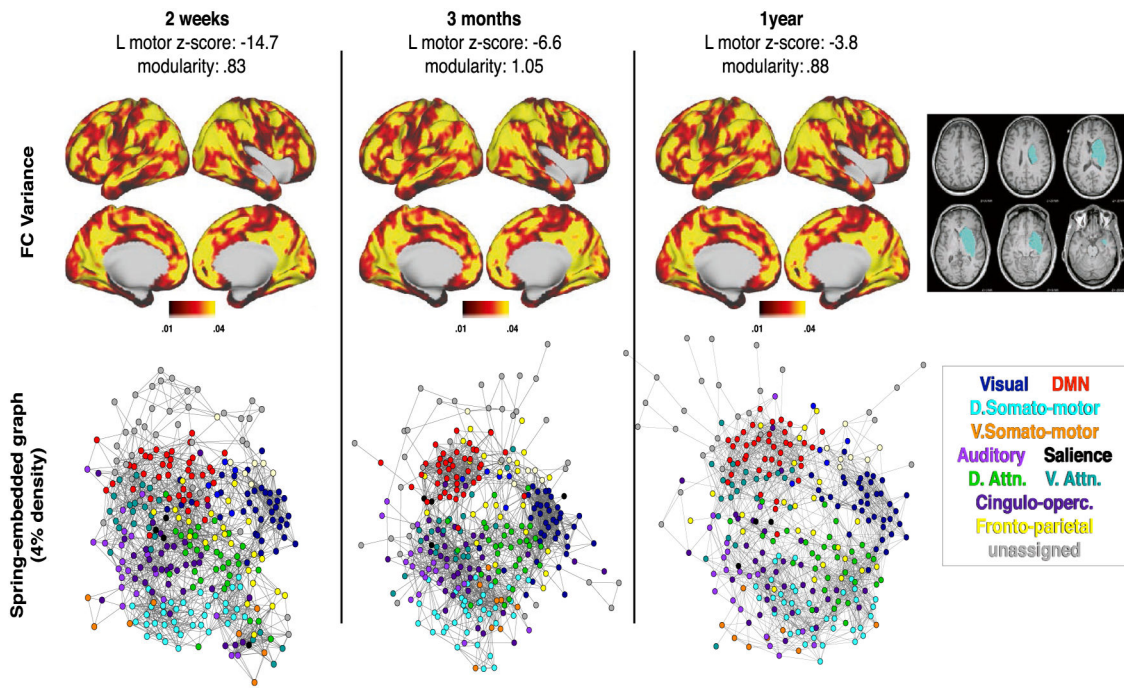 2 weeks
L motor z-score: -14.7
modularity: .83
3 months
L motor z-score: -6.6
modularity: 1.05
1year
L motor z-score: -3.8
modularity: .88
FC Variance
.01 .04
.01 .04
.01 .04
Spring-embedded graph
(4% density)
Visual DMN
D.Somato-motor
V.Somato-motor
Auditory Salience
D. Attn. V. Attn.
Cingulo-operc.
Fronto-parietal
unassigned